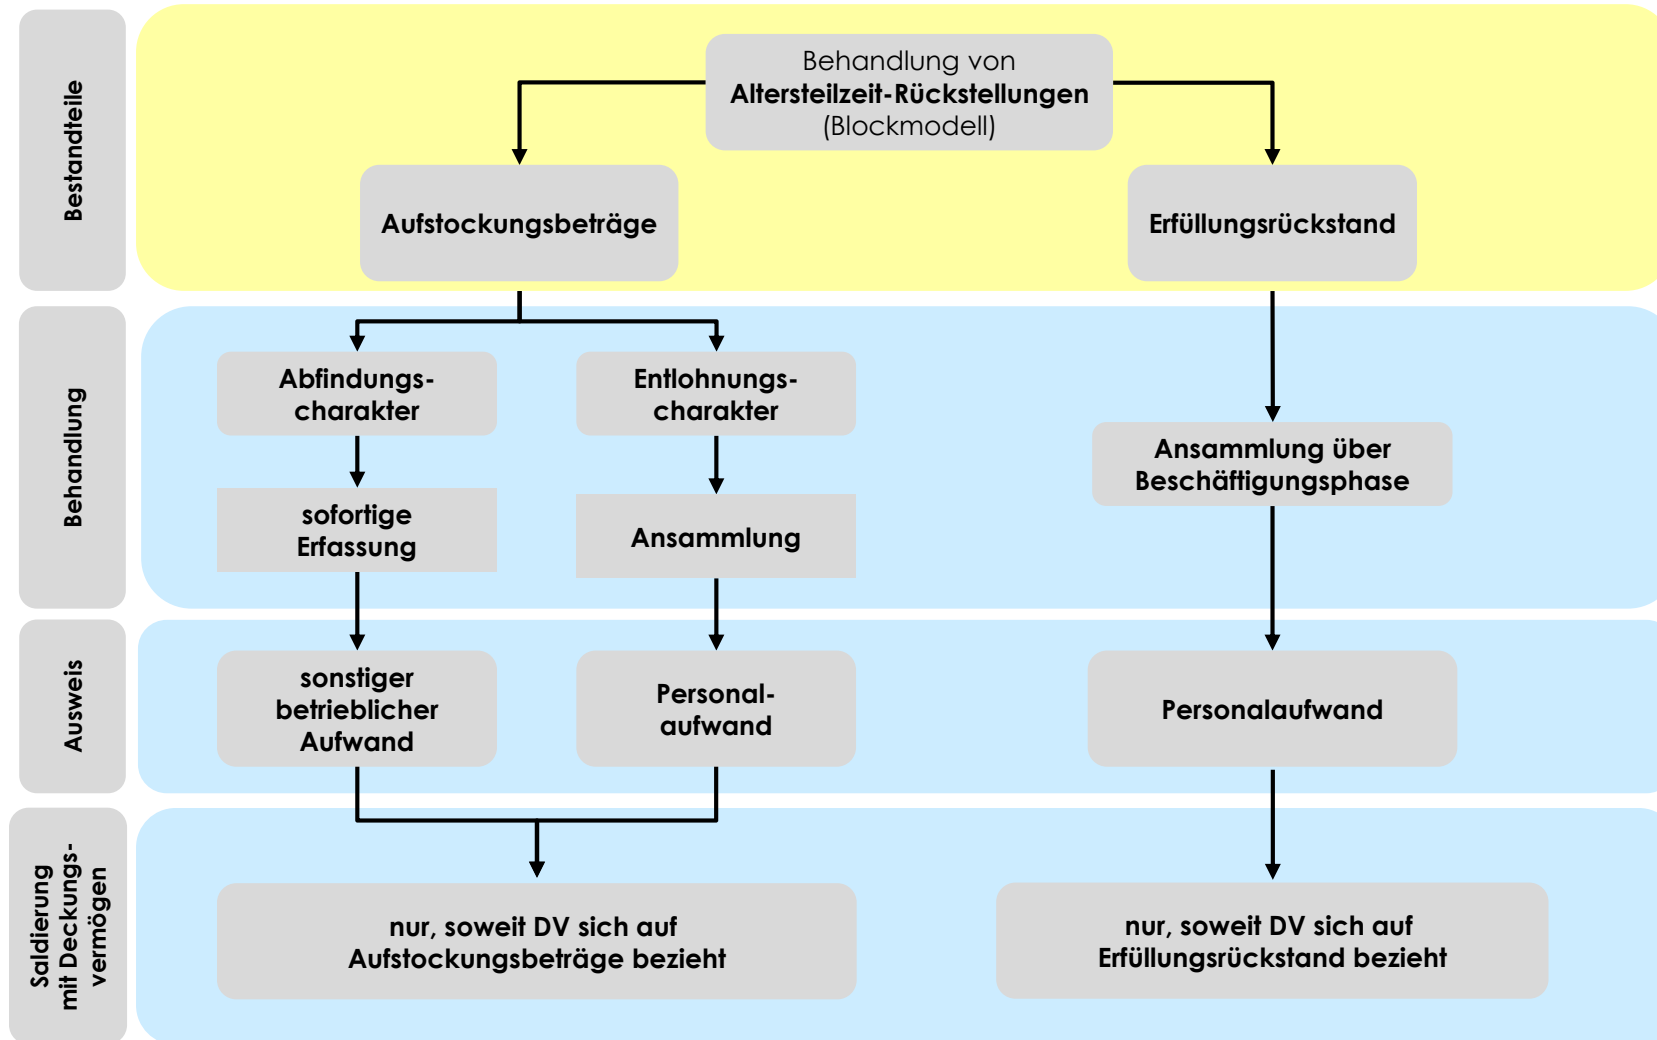 Bestandteile
Behandlung von
Altersteilzeit-Rückstellungen
(Blockmodell)
Aufstockungsbeträge
Erfüllungsrückstand
Behandlung
Abfindungs-
charakter
Entlohnungs-
charakter
Ansammlung über
Beschäftigungsphase
sofortige
Erfassung
Ansammlung
Ausweis
sonstiger
betrieblicher
Aufwand
Personal-
aufwand
Personalaufwand
Saldierung
mit Deckungs-
vermögen
nur, soweit DV sich auf
Aufstockungsbeträge bezieht
nur, soweit DV sich auf
Erfüllungsrückstand bezieht